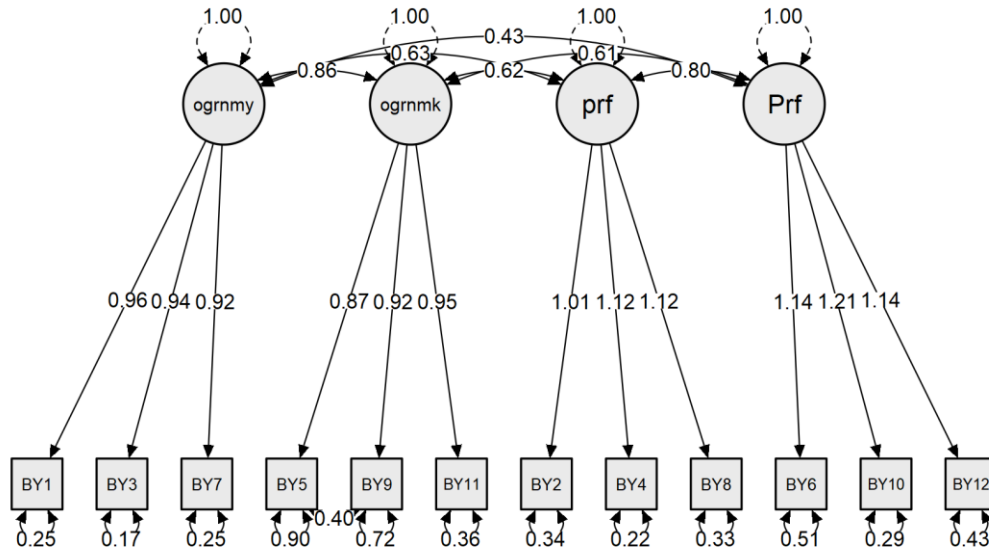 1.00 1.00 1.00 1.00
0.43
0.63 0.61
0.86 0.62 0.80
ogrnmy ogrnmk prf Prf
0.96 0.94 0.92 0.87 0.92 0.95 1.01 1.12 1.12 1.14 1.21 1.14
BY1 BY3 BY7 BY5 BY9 BY11 BY2 BY4 BY8 BY6 BY10 BY12
0.40
0.25 0.17 0.25 0.90 0.72 0.36 0.34 0.22 0.33 0.51 0.29 0.43